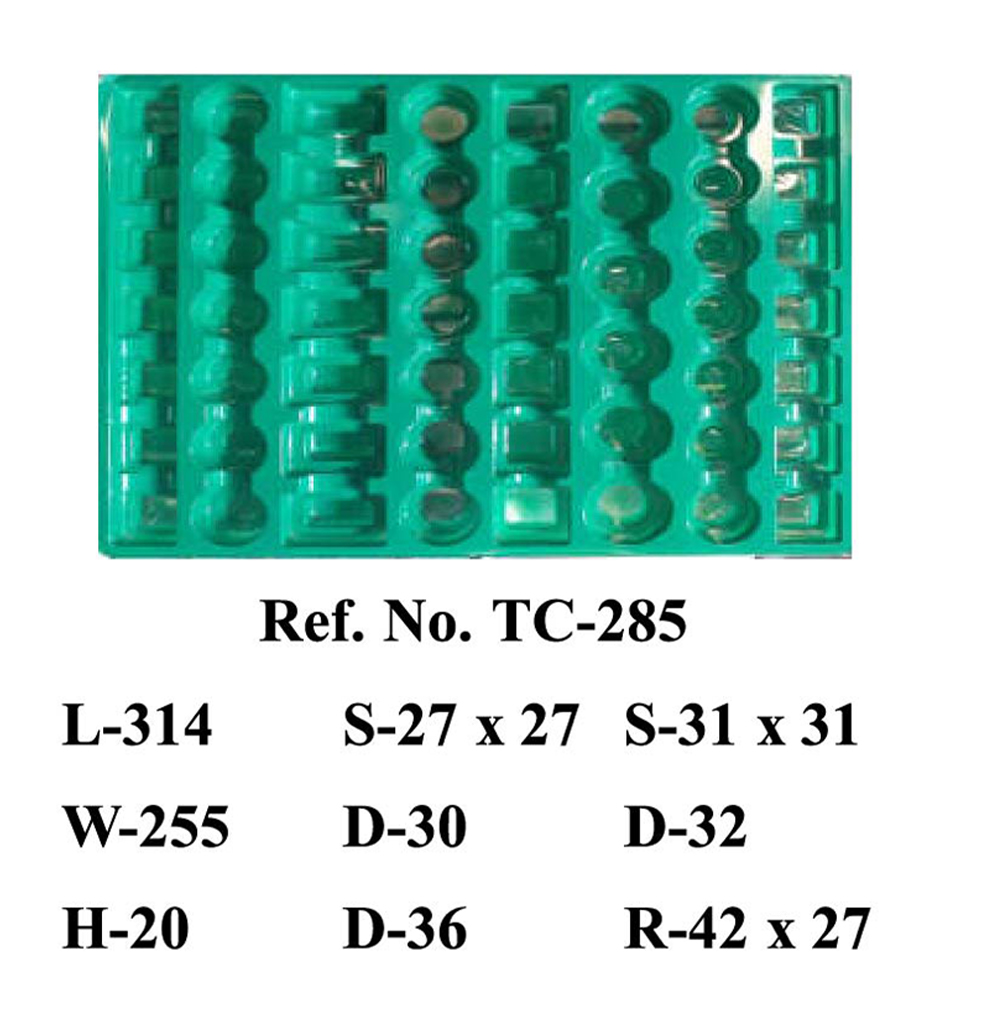 Ref. No. TC-285
L-314 S-27 x 27 S-31 x 31
W-255 D-30 D-32
H-20 D-36 R-42 x 27